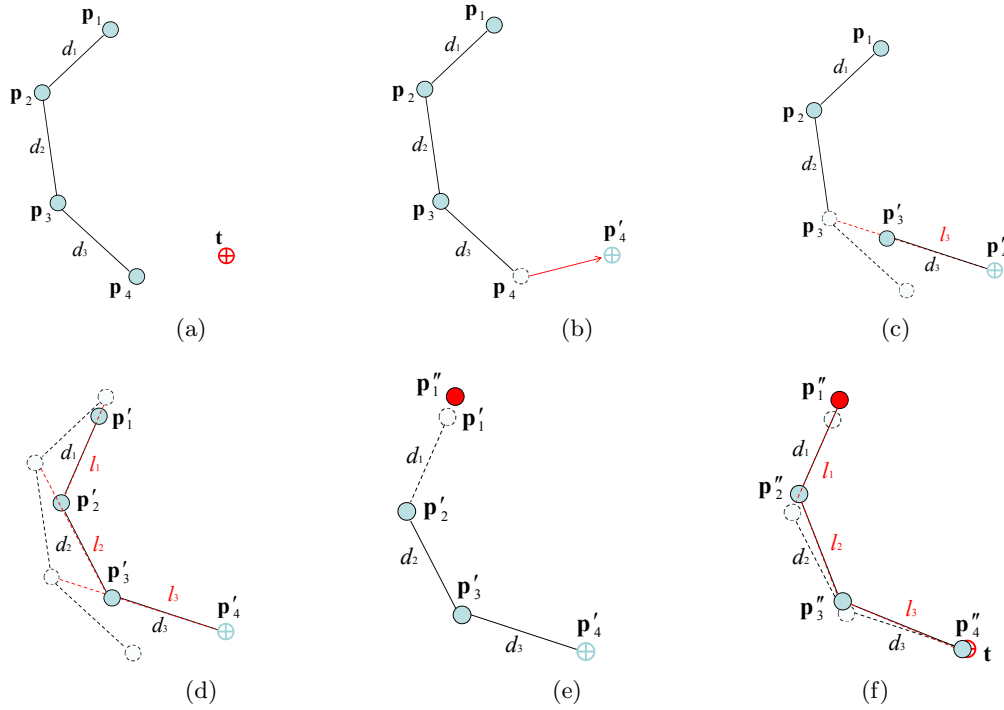 p₁
d₁
p₂
d₂
p₃
d₃
t
p₄
(a)
p₁
d₁
p₂
d₂
p₃
d₃
p′₄
p₄
(b)
p₁
d₁
p₂
d₂
p₃
p′₃
l₃
p′₄
d₃
(c)
p′₁
d₁
l₁
p′₂
d₂
l₂
p′₃
l₃
p′₄
d₃
(d)
p″₁
p′₁
d₁
p′₂
d₂
p′₃
p′₄
d₃
(e)
p″₁
d₁
l₁
p″₂
d₂
l₂
p″₃
l₃
p″₄
d₃
t
(f)